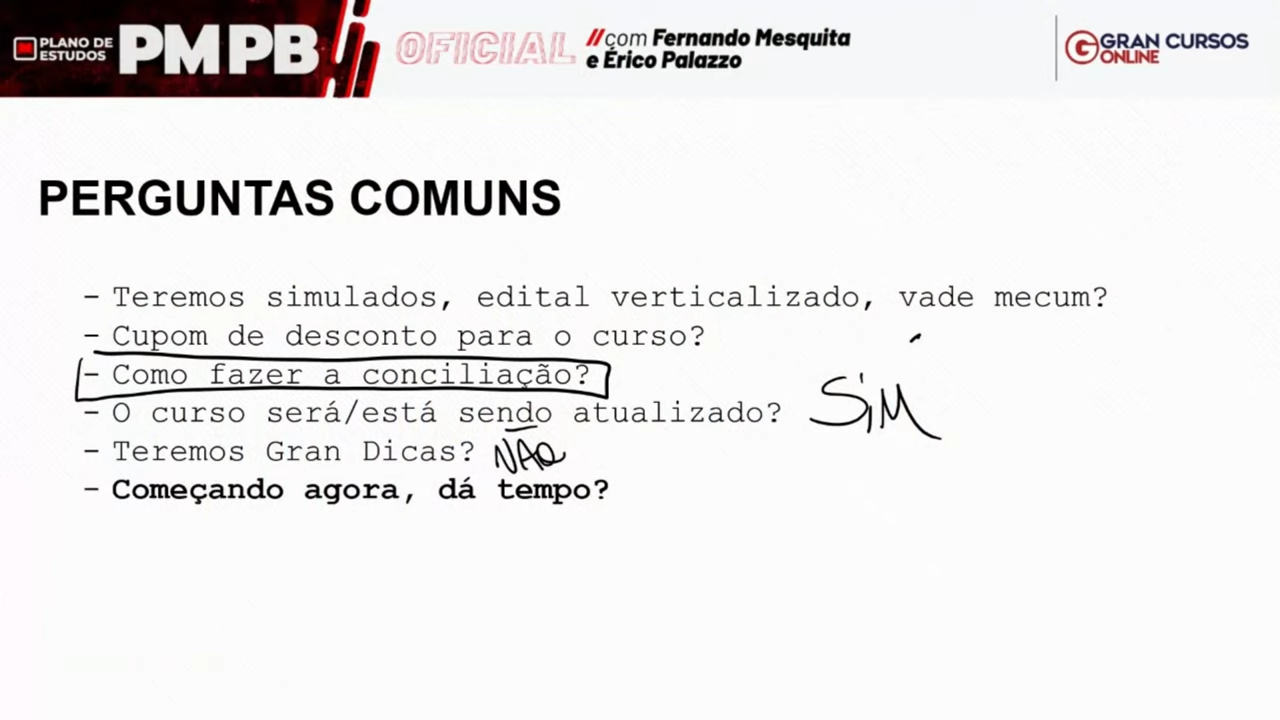 PLANO DE ESTUDOS
PMPB
OFICIAL
//com Fernando Mesquita
e Érico Palazzo
GRAN CURSOS
ONLINE
PERGUNTAS COMUNS
- Teremos simulados, edital verticalizado, vade mecum?
- Cupom de desconto para o curso?
- Como fazer a conciliação?
- O curso será/está sendo atualizado? SIM
- Teremos Gran Dicas? NÃO
- Começando agora, dá tempo?